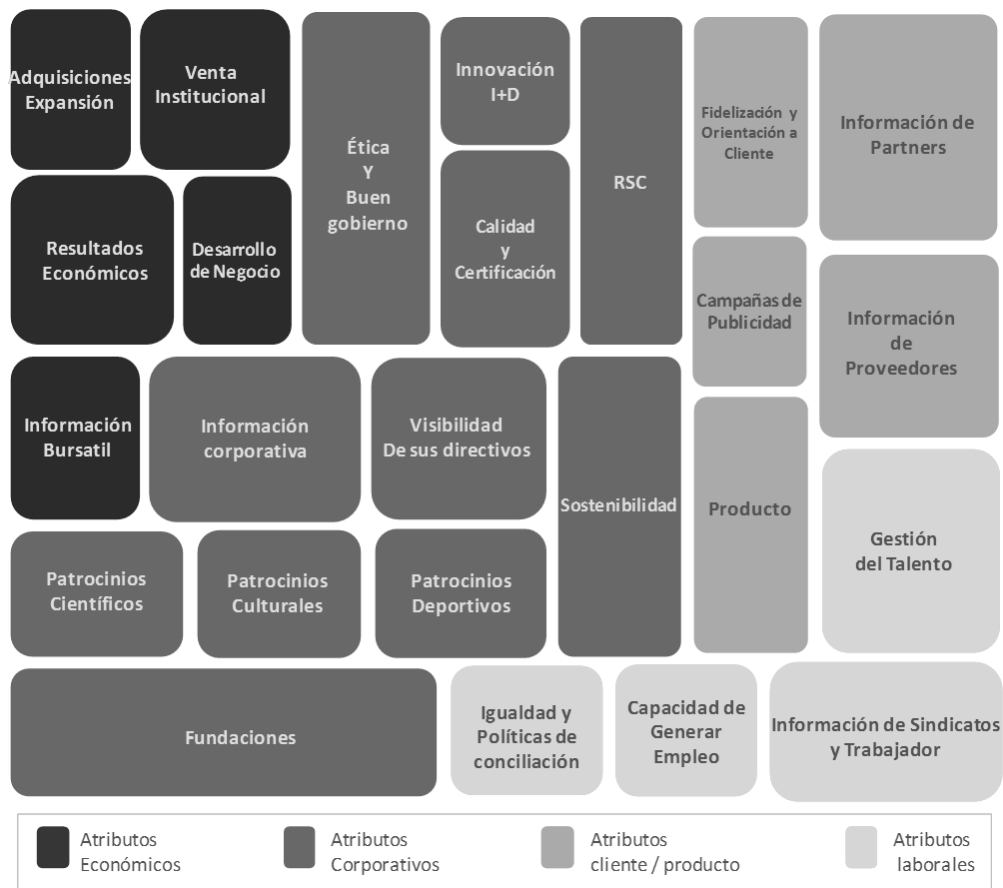 Adquisiciones
Expansión
Venta
Institucional
Ética
Y
Buen
gobierno
Innovación
I+D
RSC
Fidelización y
Orientación a
Cliente
Información de
Partners
Resultados
Económicos
Desarrollo
de Negocio
Calidad
y
Certificación
Campañas de
Publicidad
Información
de
Proveedores
Información
Bursatil
Información
corporativa
Visibilidad
De sus directivos
Sostenibilidad
Producto
Gestión
del Talento
Patrocinios
Científicos
Patrocinios
Culturales
Patrocinios
Deportivos
Fundaciones
Igualdad y
Políticas de
conciliación
Capacidad de
Generar
Empleo
Información de Sindicatos
y Trabajador
Atributos
Económicos
Atributos
Corporativos
Atributos
cliente / producto
Atributos
laborales